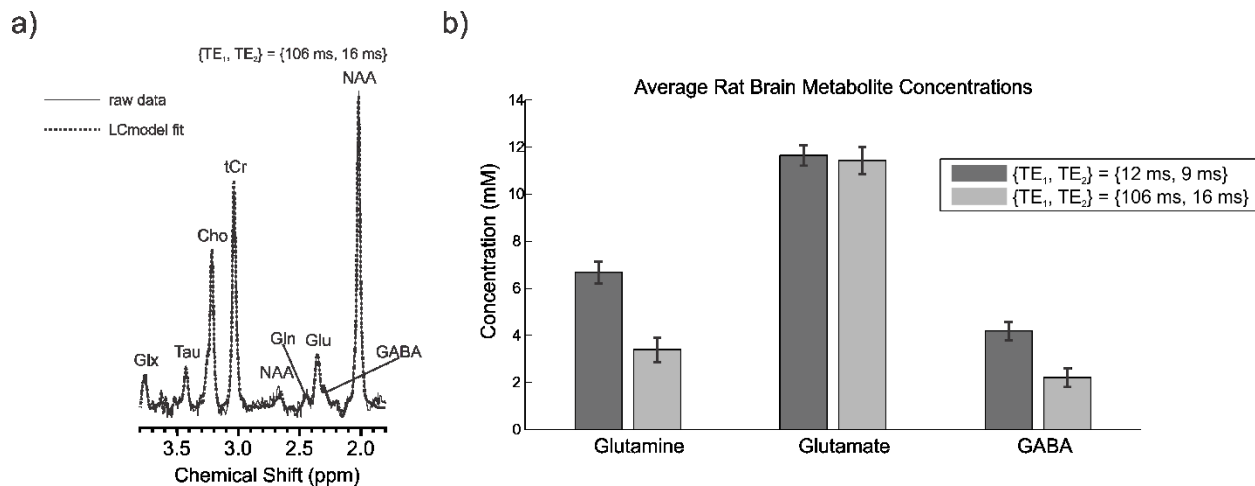 a)
{TE₁, TE₂} = {106 ms, 16 ms}
NAA
raw data
LCmodel fit
tCr
Cho
Gln
Glu
GABA
Tau
NAA
Glx
3.5 3.0 2.5 2.0
Chemical Shift (ppm)
b)
Average Rat Brain Metabolite Concentrations
14
12
10
8
6
4
2
0
Concentration (mM)
{TE₁, TE₂} = {12 ms, 9 ms}
{TE₁, TE₂} = {106 ms, 16 ms}
Glutamine Glutamate GABA